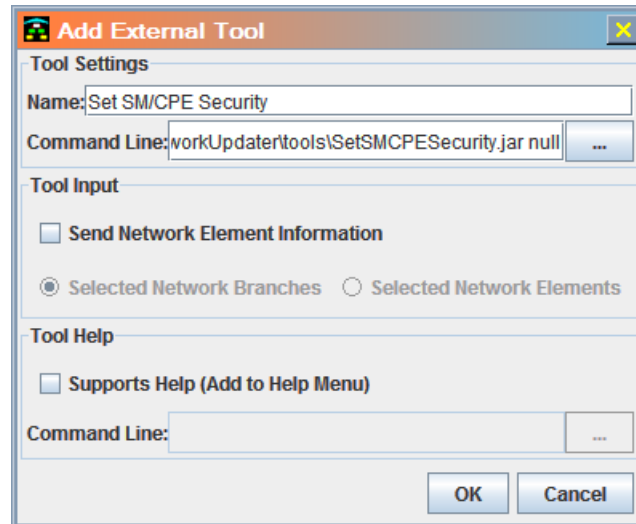 Add External Tool
Tool Settings
Name: Set SM/CPE Security
Command Line: workUpdater\tools\SetSMCPESecurity.jar null ...
Tool Input
Send Network Element Information
Selected Network Branches Selected Network Elements
Tool Help
Supports Help (Add to Help Menu)
Command Line: ...
OK Cancel